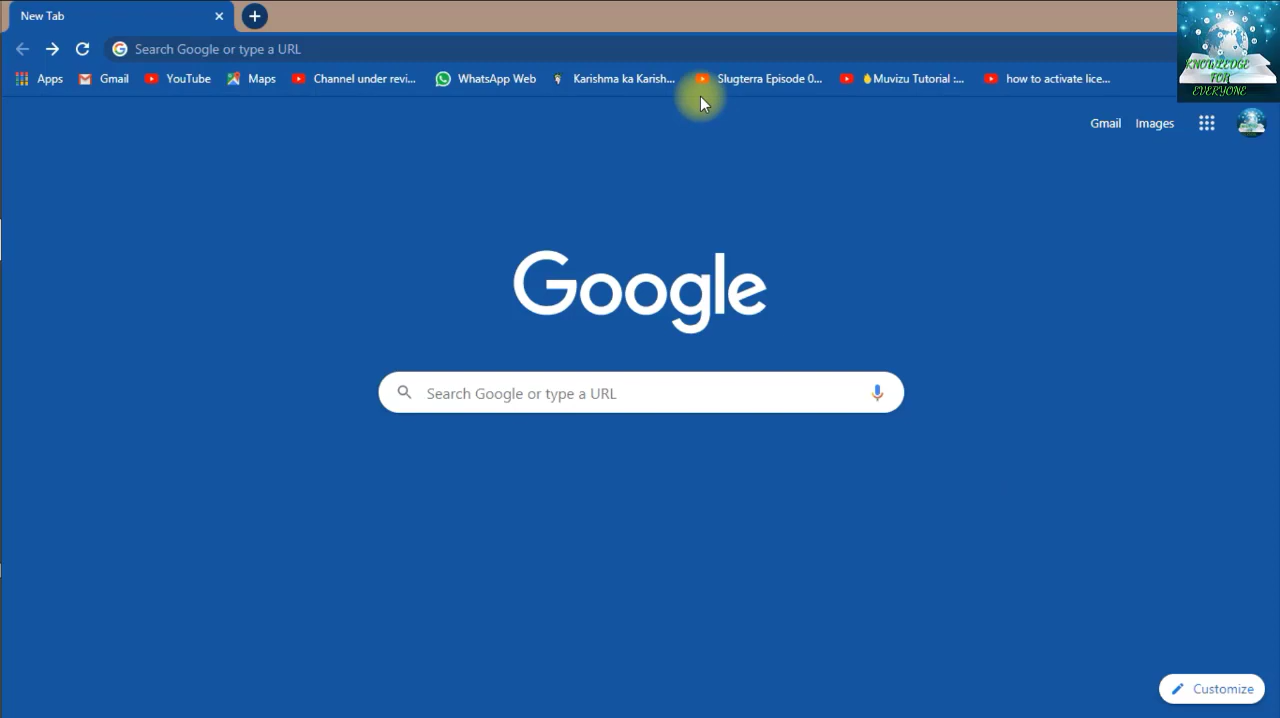 New Tab
Search Google or type a URL
Apps Gmail YouTube Maps Channel under revi... WhatsApp Web Karishma ka Karish... Slugterra Episode 0... Muvizu Tutorial :... how to activate lice...
KNOWLEDGE
FOR
EVERYONE
Gmail Images
Google
Search Google or type a URL
Customize